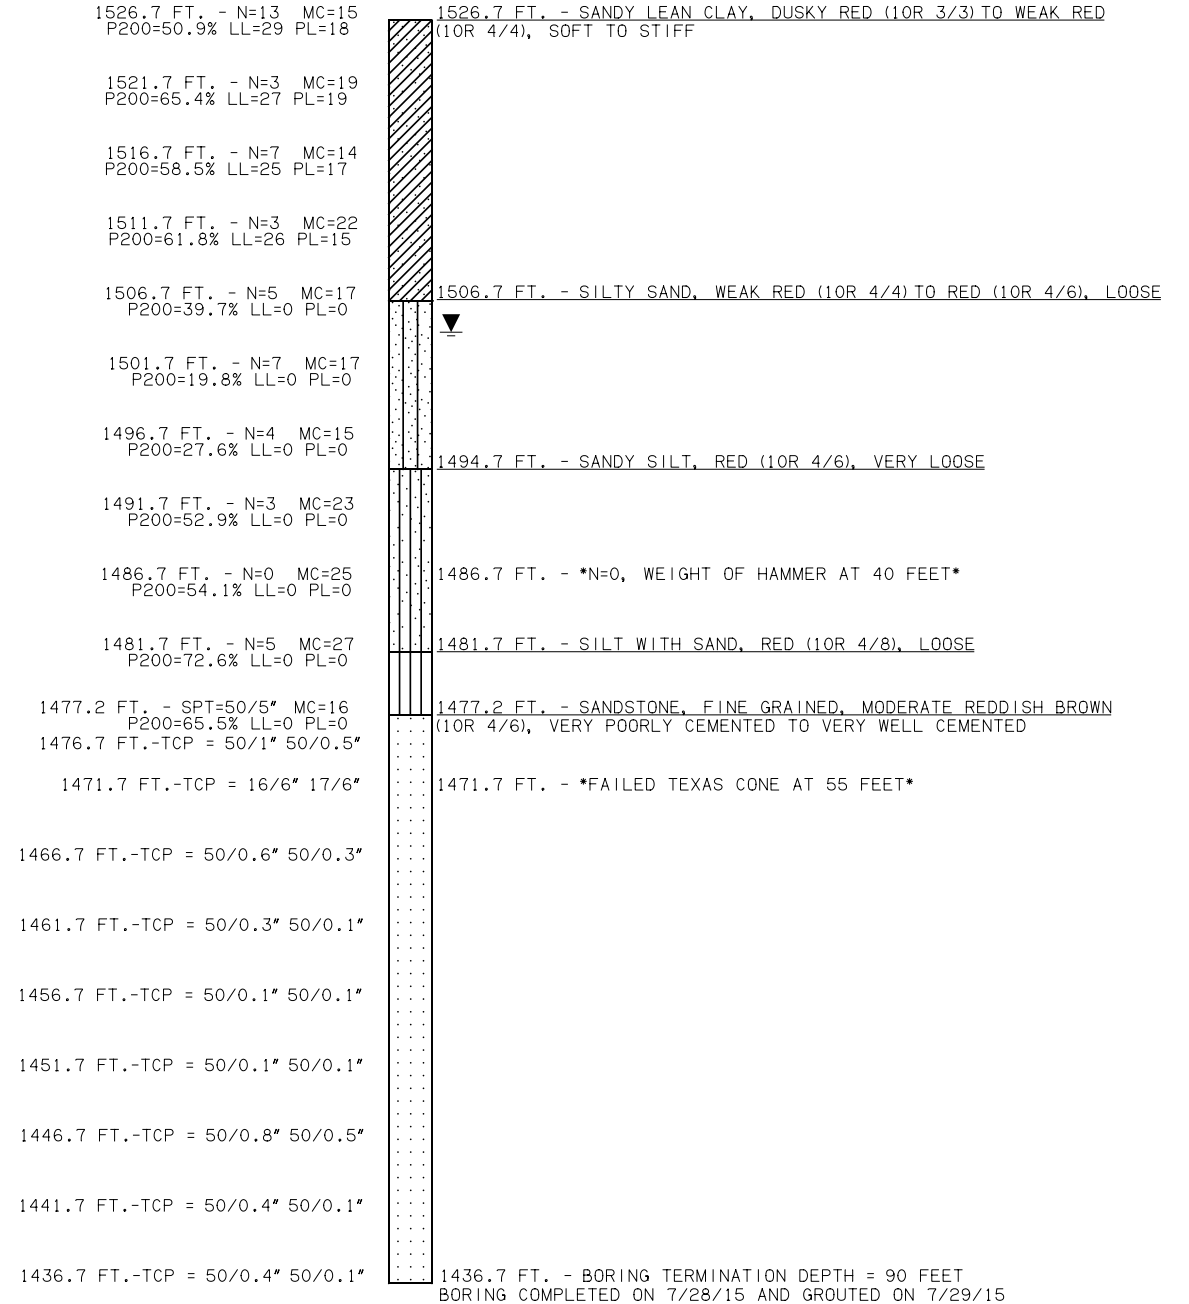 1526.7 FT. - N=13 MC=15
P200=50.9% LL=29 PL=18
1526.7 FT. - SANDY LEAN CLAY, DUSKY RED (10R 3/3) TO WEAK RED
(10R 4/4), SOFT TO STIFF
1521.7 FT. - N=3 MC=19
P200=65.4% LL=27 PL=19
1516.7 FT. - N=7 MC=14
P200=58.5% LL=25 PL=17
1511.7 FT. - N=3 MC=22
P200=61.8% LL=26 PL=15
1506.7 FT. - N=5 MC=17
P200=39.7% LL=0 PL=0
1506.7 FT. - SILTY SAND, WEAK RED (10R 4/4) TO RED (10R 4/6), LOOSE
1501.7 FT. - N=7 MC=17
P200=19.8% LL=0 PL=0
1496.7 FT. - N=4 MC=15
P200=27.6% LL=0 PL=0
1494.7 FT. - SANDY SILT, RED (10R 4/6), VERY LOOSE
1491.7 FT. - N=3 MC=23
P200=52.9% LL=0 PL=0
1486.7 FT. - N=0 MC=25
P200=54.1% LL=0 PL=0
1486.7 FT. - *N=0, WEIGHT OF HAMMER AT 40 FEET*
1481.7 FT. - N=5 MC=27
P200=72.6% LL=0 PL=0
1481.7 FT. - SILT WITH SAND, RED (10R 4/8), LOOSE
1477.2 FT. - SPT=50/5" MC=16
P200=65.5% LL=0 PL=0
1477.2 FT. - SANDSTONE, FINE GRAINED, MODERATE REDDISH BROWN
(10R 4/6), VERY POORLY CEMENTED TO VERY WELL CEMENTED
1476.7 FT.-TCP = 50/1" 50/0.5"
1471.7 FT.-TCP = 16/6" 17/6"
1471.7 FT. - *FAILED TEXAS CONE AT 55 FEET*
1466.7 FT.-TCP = 50/0.6" 50/0.3"
1461.7 FT.-TCP = 50/0.3" 50/0.1"
1456.7 FT.-TCP = 50/0.1" 50/0.1"
1451.7 FT.-TCP = 50/0.1" 50/0.1"
1446.7 FT.-TCP = 50/0.8" 50/0.5"
1441.7 FT.-TCP = 50/0.4" 50/0.1"
1436.7 FT.-TCP = 50/0.4" 50/0.1"
1436.7 FT. - BORING TERMINATION DEPTH = 90 FEET
BORING COMPLETED ON 7/28/15 AND GROUTED ON 7/29/15